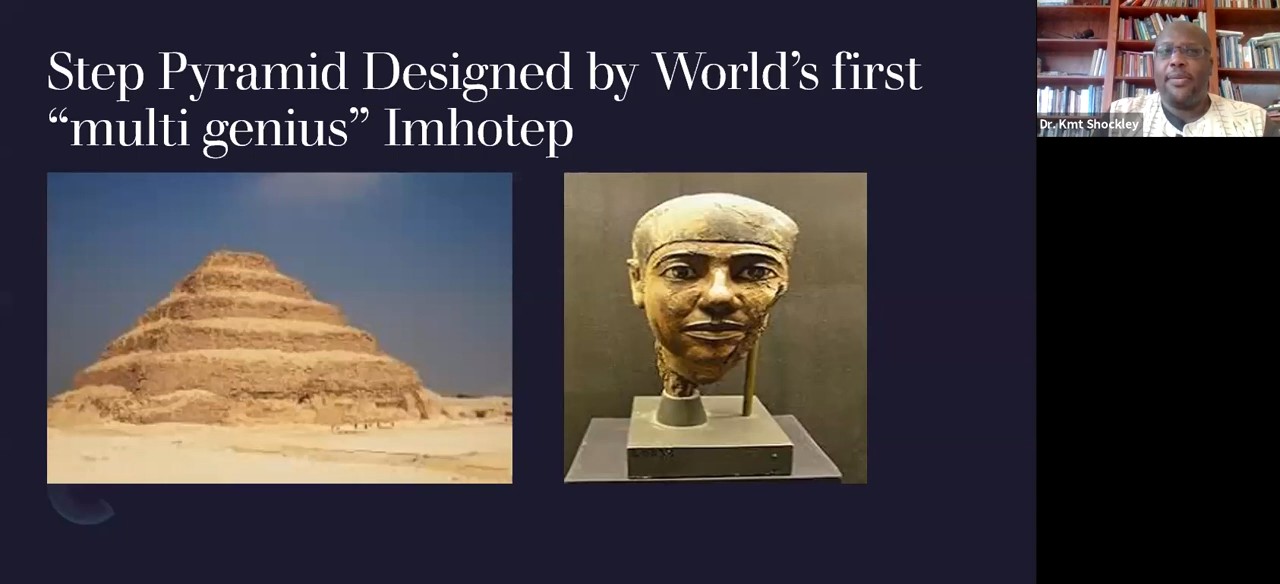 Step Pyramid Designed by World’s first
“multi genius” Imhotep
Dr. Kmt Shockley